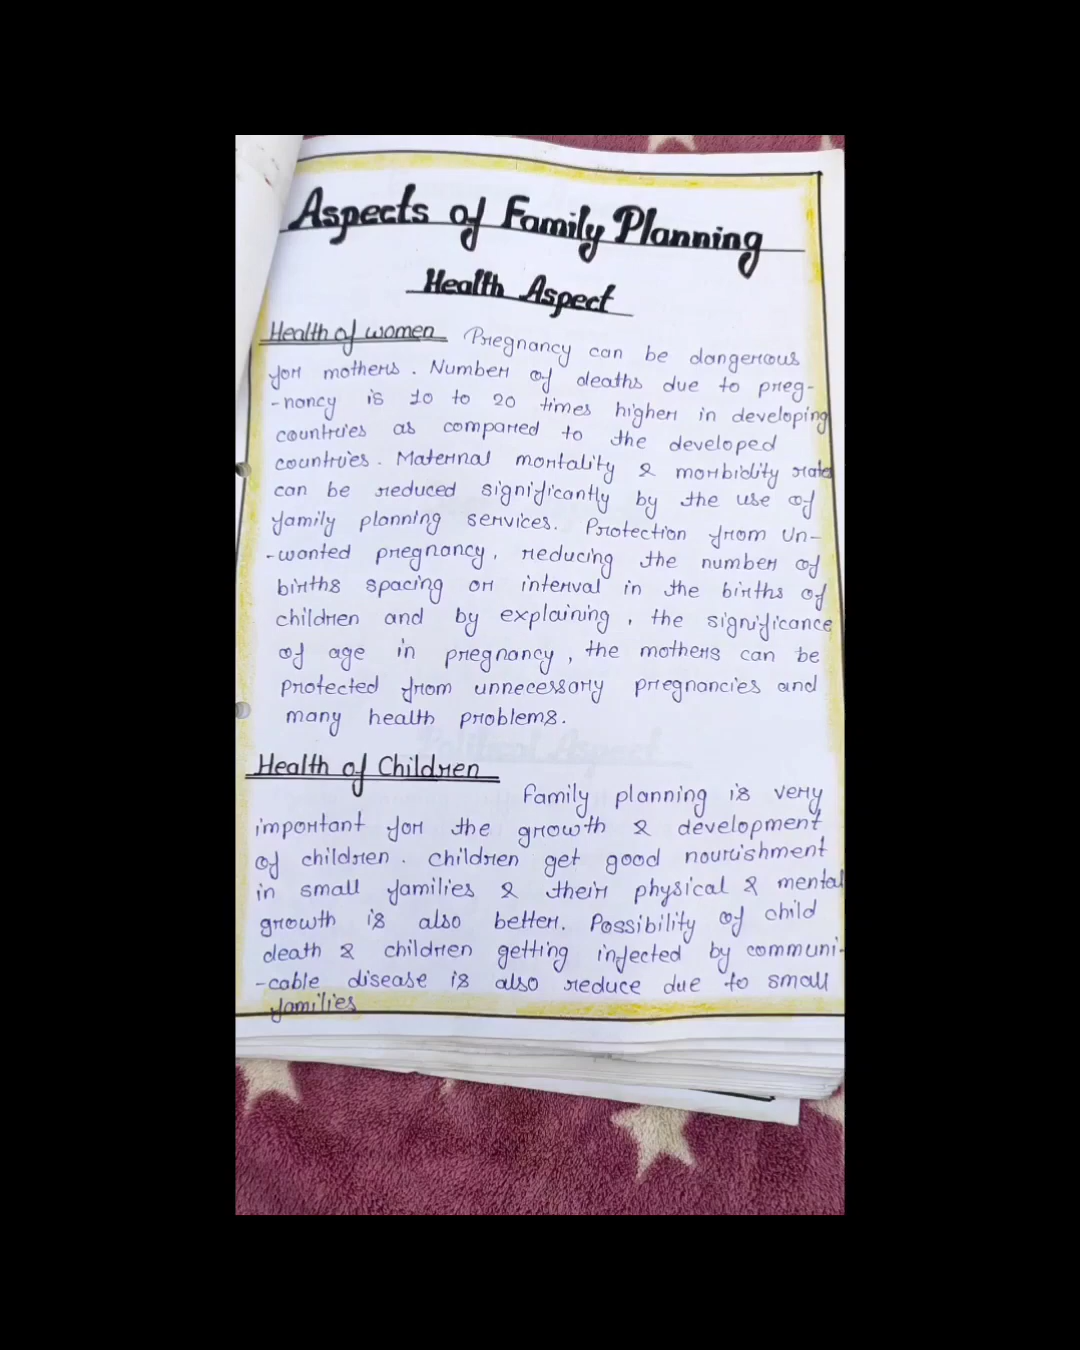 Aspects of Family Planning
Health Aspect
Health of women Pregnancy can be dangerous
for mothers. Number of deaths due to preg-
-nancy is 10 to 20 times higher in developing
countries as compared to the developed
countries. Maternal mortality & morbidity rate
can be reduced significantly by the use of
family planning services. Protection from un-
-wanted pregnancy, reducing the number of
births spacing or interval in the births of
children and by explaining, the significance
of age in pregnancy, the mothers can be
protected from unnecessary pregnancies and
many health problems.
Health of Children
Family planning is very
important for the growth & development
of children. Children get good nourishment
in small families & their physical & mental
growth is also better. Possibility of child
death & children getting infected by communi-
-cable disease is also reduce due to small
families
Political Aspect